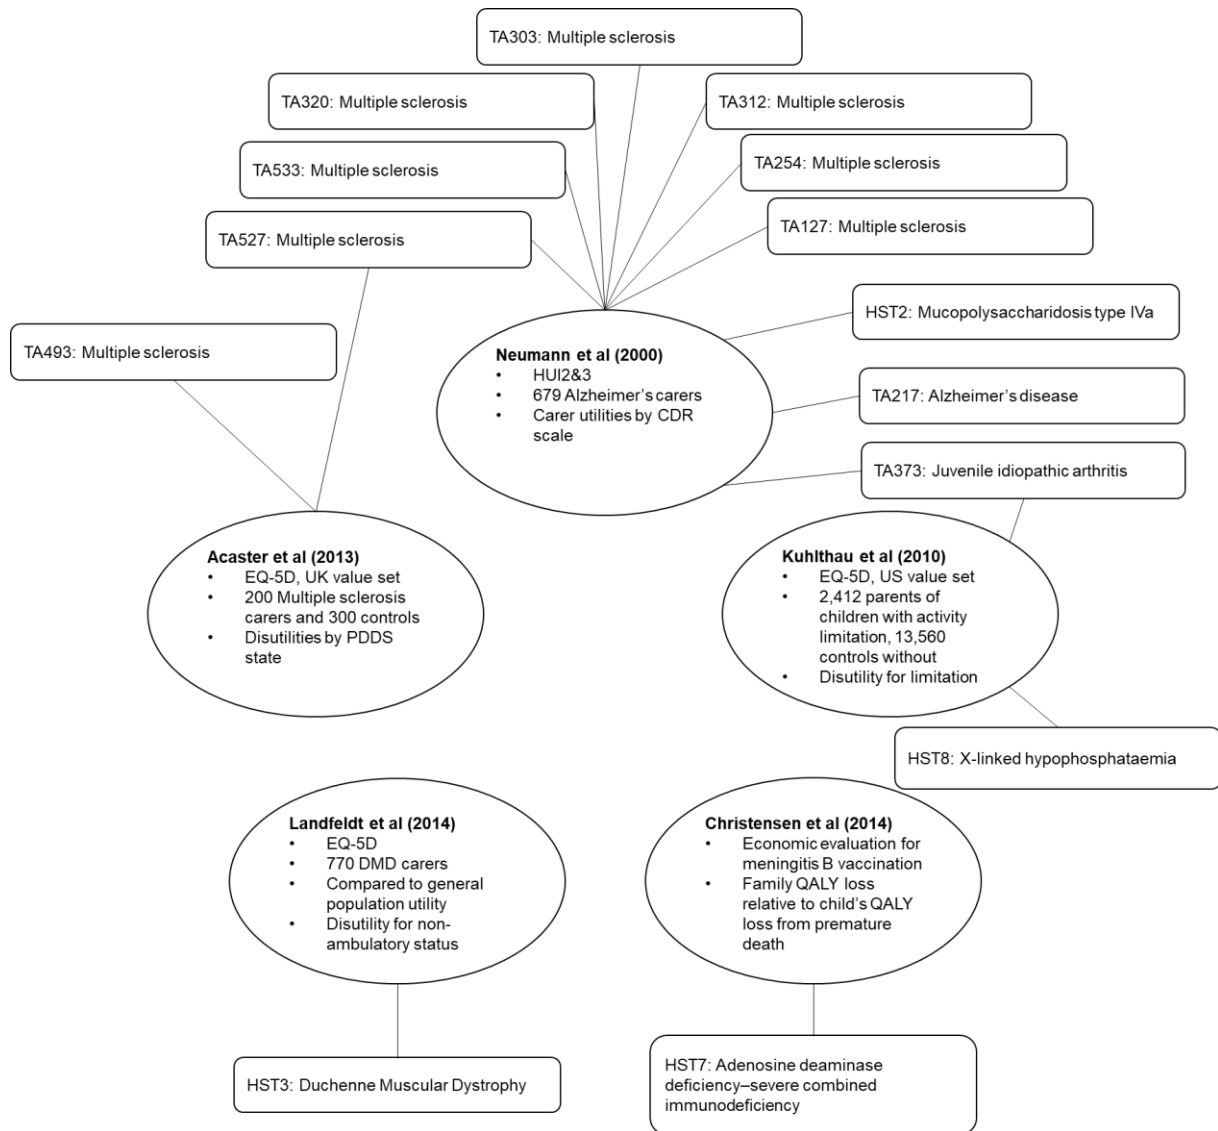 TA303: Multiple sclerosis
TA320: Multiple sclerosis
TA312: Multiple sclerosis
TA533: Multiple sclerosis
TA254: Multiple sclerosis
TA527: Multiple sclerosis
TA127: Multiple sclerosis
HST2: Mucopolysaccharidosis type IVa
TA493: Multiple sclerosis
Neumann et al (2000)
• HUI2&3
• 679 Alzheimer's carers
• Carer utilities by CDR
scale
TA217: Alzheimer's disease
TA373: Juvenile idiopathic arthritis
Acaster et al (2013)
• EQ-5D, UK value set
• 200 Multiple sclerosis
carers and 300 controls
• Disutilities by PDDS
state
Kuhlthau et al (2010)
• EQ-5D, US value set
• 2,412 parents of
children with activity
limitation, 13,560
controls without
• Disutility for limitation
HST8: X-linked hypophosphataemia
Landfeldt et al (2014)
• EQ-5D
• 770 DMD carers
• Compared to general
population utility
• Disutility for non-
ambulatory status
Christensen et al (2014)
• Economic evaluation for
meningitis B vaccination
• Family QALY loss
relative to child's QALY
loss from premature
death
HST3: Duchenne Muscular Dystrophy
HST7: Adenosine deaminase
deficiency–severe combined
immunodeficiency